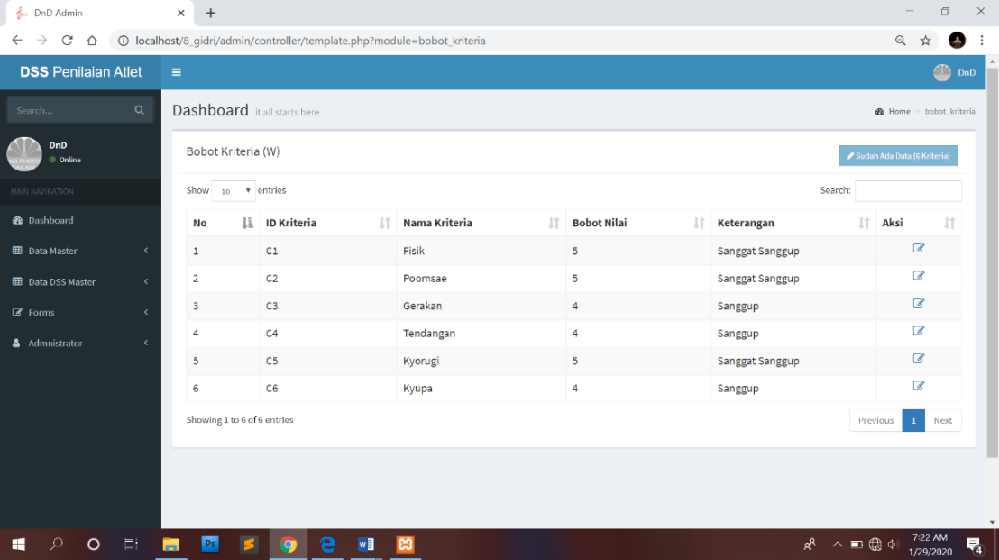 DnD Admin
localhost/8_gidri/admin/controller/template.php?module=bobot_kriteria
DSS Penilaian Atlet
DnD
Search...
Dashboard it all starts here
Home > bobot_kriteria
DnD
Online
MAIN NAVIGATION
Dashboard
Data Master
Data DSS Master
Forms
Admnistrator
Bobot Kriteria (W)
Sudah Ada Data (6 Kriteria)
Show 10 entries
Search:
No ID Kriteria Nama Kriteria Bobot Nilai Keterangan Aksi
1 C1 Fisik 5 Sanggat Sanggup
2 C2 Poomsae 5 Sanggat Sanggup
3 C3 Gerakan 4 Sanggup
4 C4 Tendangan 4 Sanggup
5 C5 Kyorugi 5 Sanggat Sanggup
6 C6 Kyupa 4 Sanggup
Showing 1 to 6 of 6 entries
Previous 1 Next
Ps
7:22 AM
1/29/2020
4